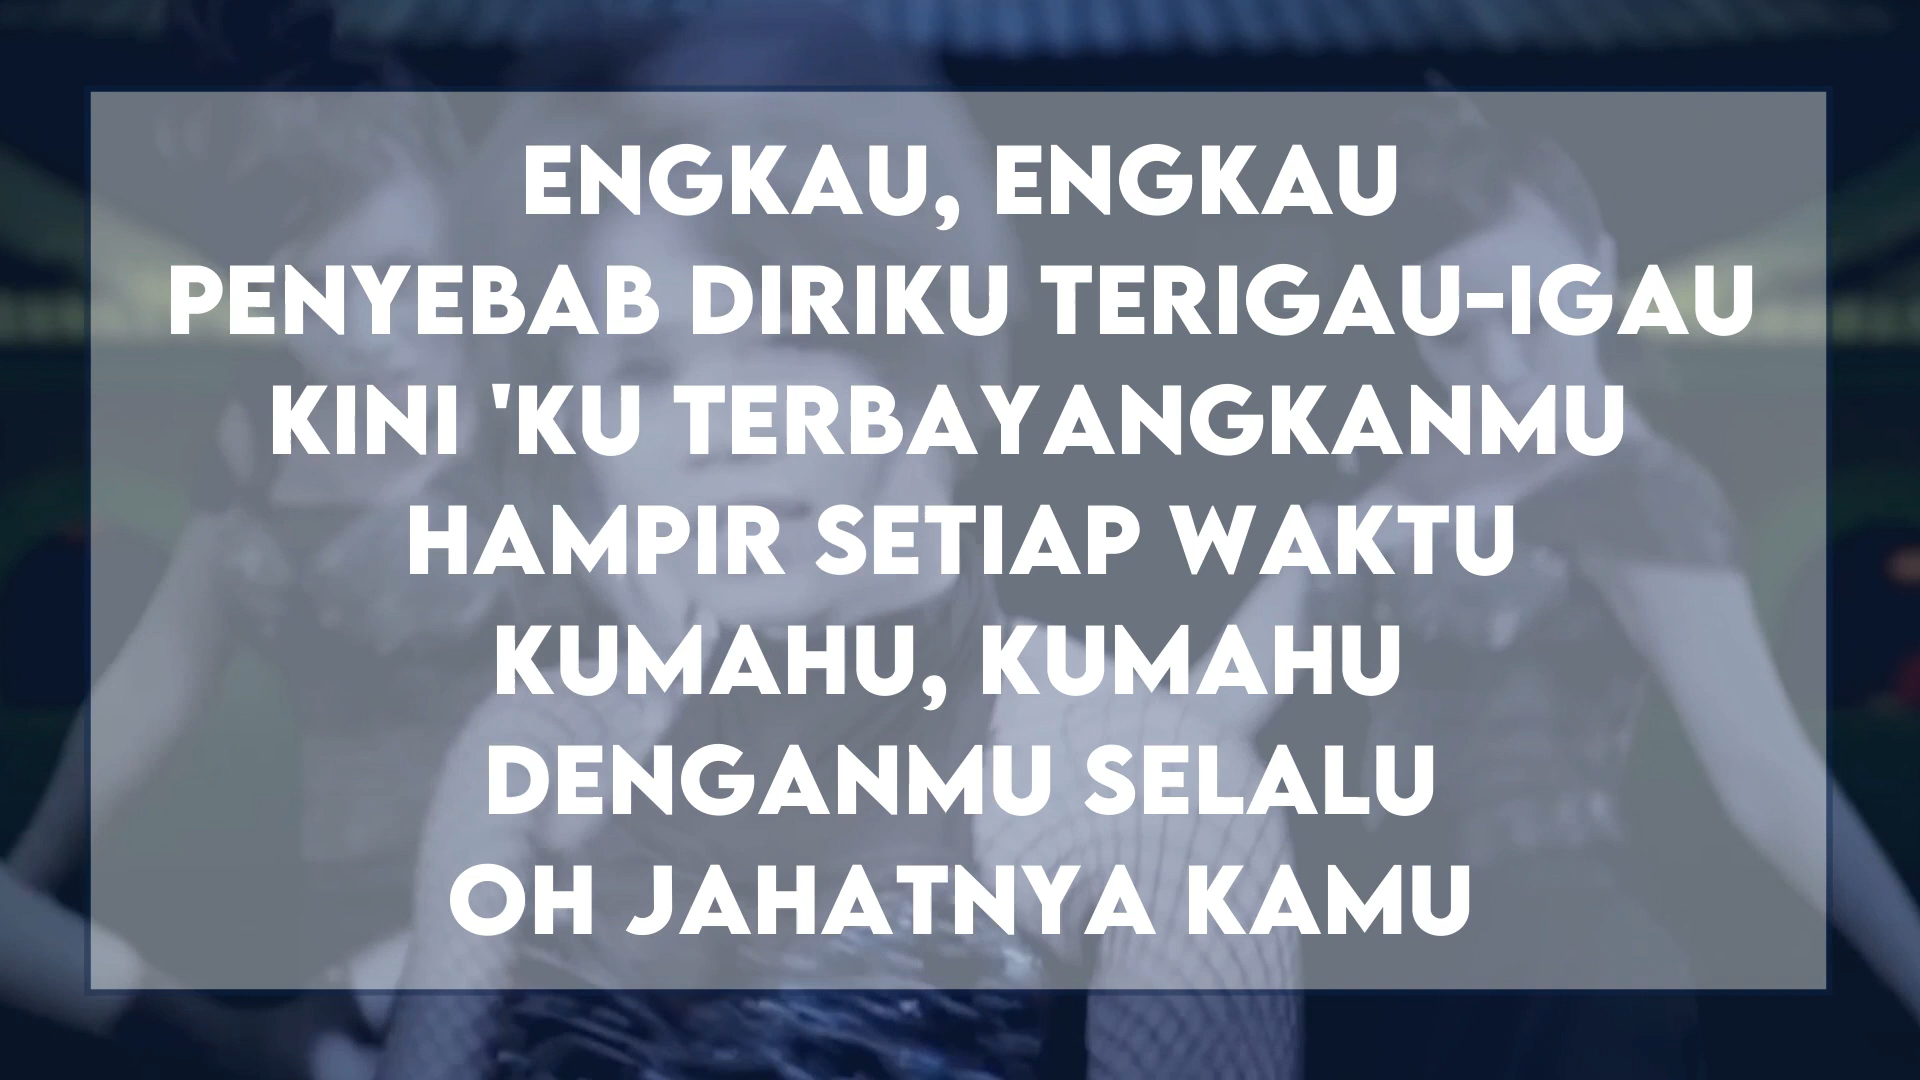 ENGKAU, ENGKAU
PENYEBAB DIRIKU TERIGAU-IGAU
KINI 'KU TERBAYANGKANMU
HAMPIR SETIAP WAKTU
KUMAHU, KUMAHU
DENGANMU SELALU
OH JAHATNYA KAMU